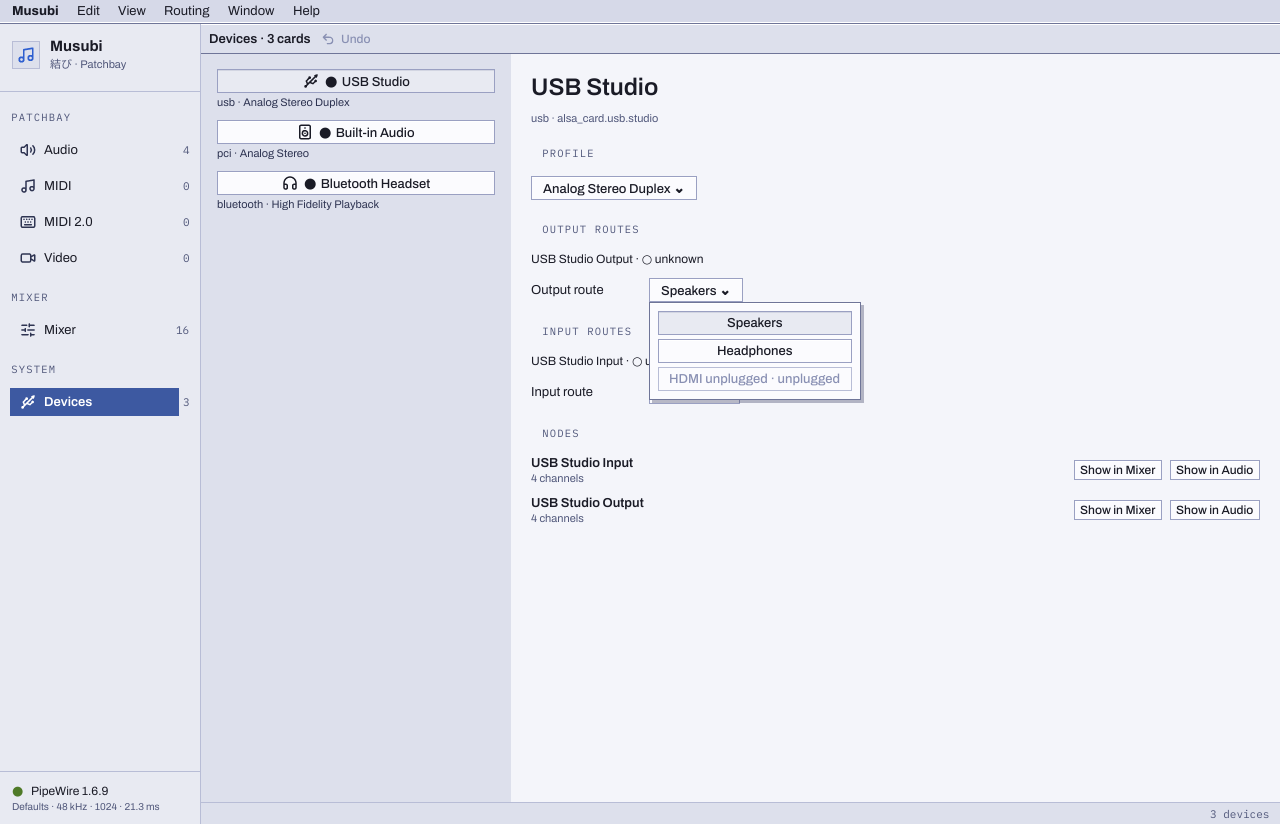 Musubi Edit View Routing Window Help
Musubi
結び · Patchbay
Devices · 3 cards Undo
PATCHBAY
Audio 4
MIDI 0
MIDI 2.0 0
Video 0
MIXER
Mixer 16
SYSTEM
Devices 3
PipeWire 1.6.9
Defaults · 48 kHz · 1024 · 21.3 ms
USB Studio
usb · Analog Stereo Duplex
Built-in Audio
pci · Analog Stereo
Bluetooth Headset
bluetooth · High Fidelity Playback
USB Studio
usb · alsa_card.usb.studio
PROFILE
Analog Stereo Duplex
OUTPUT ROUTES
USB Studio Output · ○ unknown
Output route Speakers
Speakers
Headphones
HDMI unplugged · unplugged
INPUT ROUTES
USB Studio Input · ○
Input route
NODES
USB Studio Input
4 channels
Show in Mixer Show in Audio
USB Studio Output
4 channels
Show in Mixer Show in Audio
3 devices